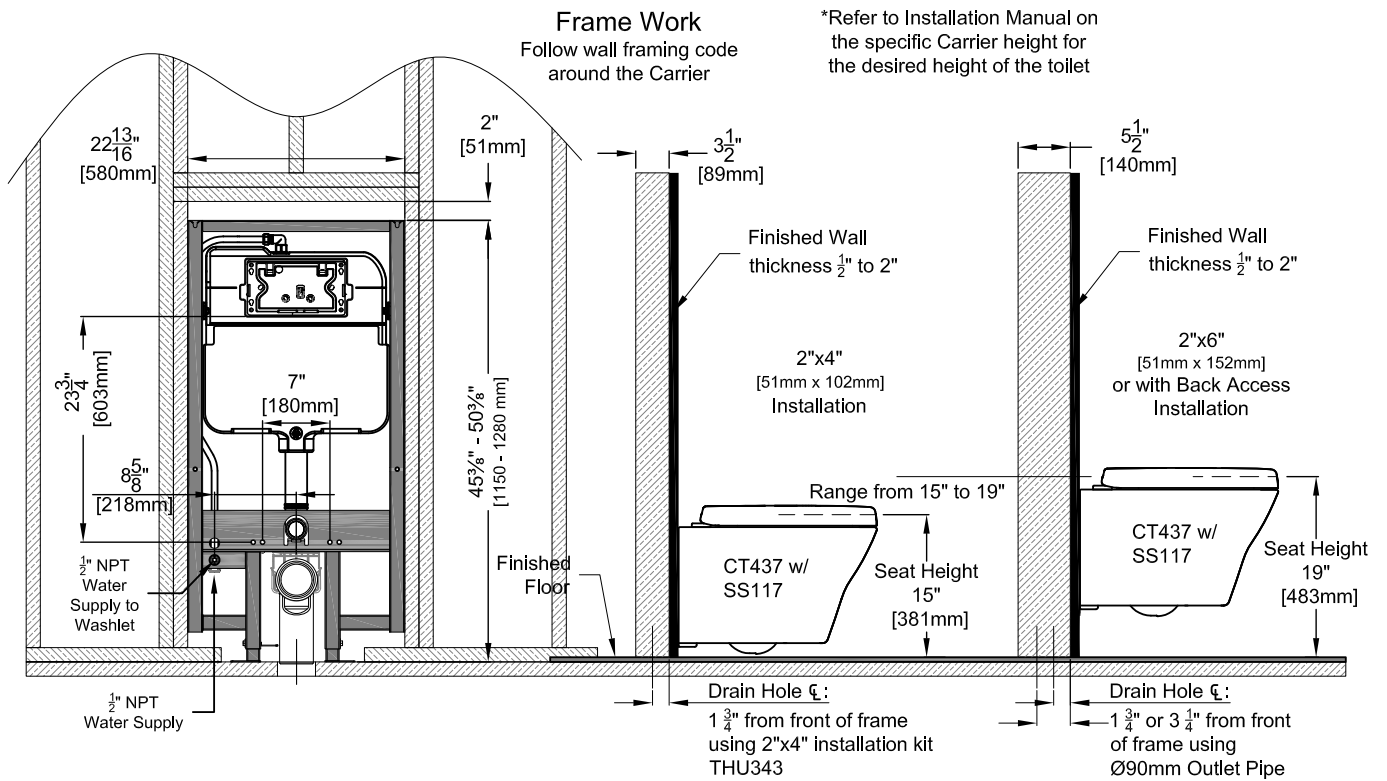 Frame Work
Follow wall framing code
around the Carrier
*Refer to Installation Manual on
the specific Carrier height for
the desired height of the toilet
22 13/16"
[580mm]
2"
[51mm]
3 1/2"
[89mm]
5 1/2"
[140mm]
Finished Wall
thickness 1/2" to 2"
Finished Wall
thickness 1/2" to 2"
23 3/4"
[603mm]
7"
[180mm]
45 3/8" - 50 3/8"
[1150 - 1280 mm]
2"x4"
[51mm x 102mm]
Installation
2"x6"
[51mm x 152mm]
or with Back Access
Installation
8 5/8"
[218mm]
Range from 15" to 19"
1/2" NPT
Water
Supply to
Washlet
Finished
Floor
CT437 w/
SS117
Seat Height
15"
[381mm]
CT437 w/
SS117
Seat Height
19"
[483mm]
1/2" NPT
Water Supply
Drain Hole ℄:
1 3/4" from front of frame
using 2"x4" installation kit
THU343
Drain Hole ℄:
1 3/4" or 3 1/4" from front
of frame using
Ø90mm Outlet Pipe